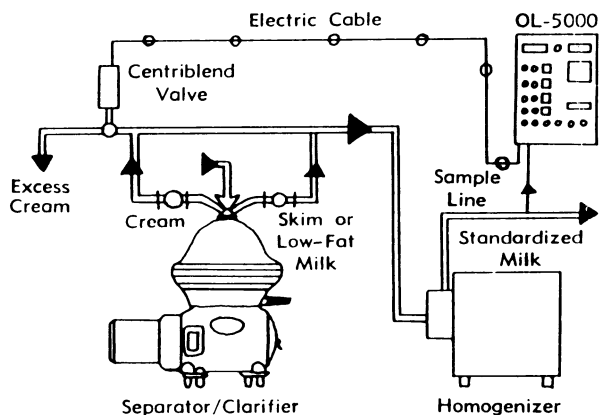 Electric Cable
OL-5000
Centriblend
Valve
Excess
Cream
Cream
Skim or
Low-Fat
Milk
Sample
Line
Standardized
Milk
Separator/Clarifier
Homogenizer